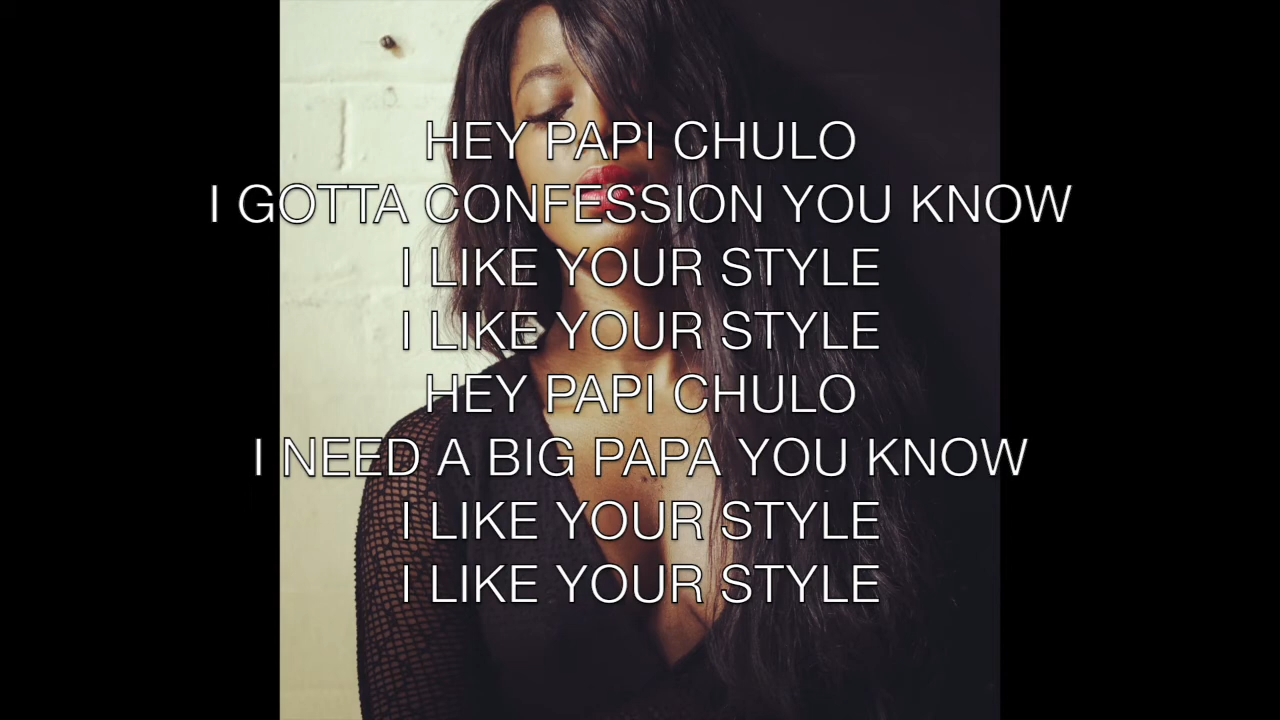 HEY PAPI CHULO
I GOTTA CONFESSION YOU KNOW
I LIKE YOUR STYLE
I LIKE YOUR STYLE
HEY PAPI CHULO
I NEED A BIG PAPA YOU KNOW
I LIKE YOUR STYLE
I LIKE YOUR STYLE